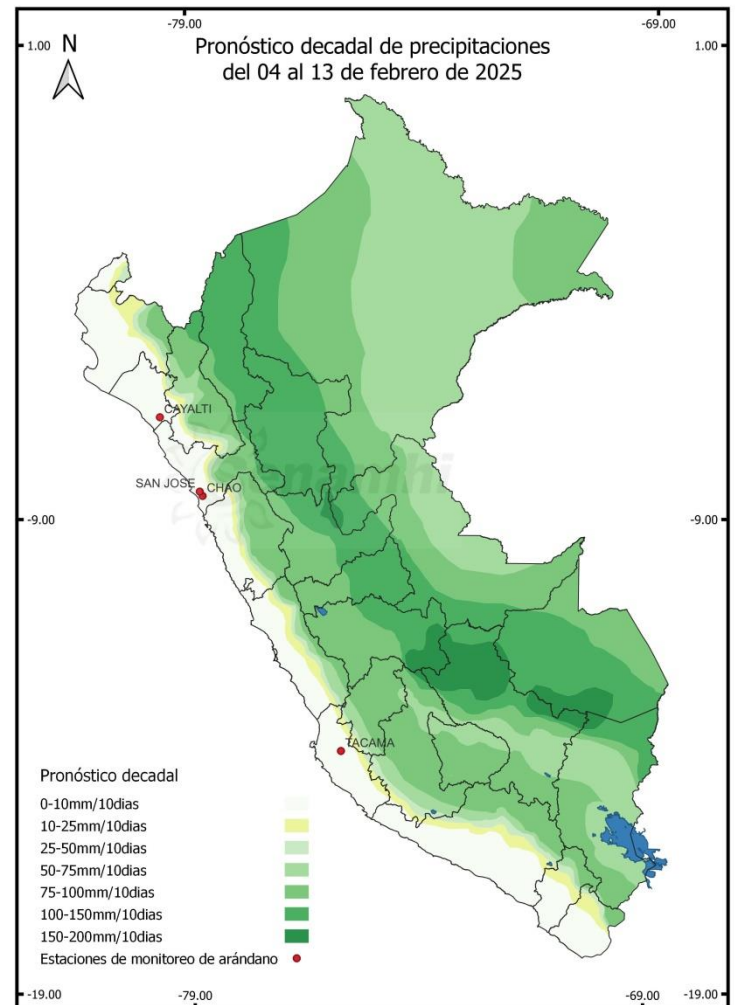 -79.00
-69.00
1.00
1.00
N
Pronóstico decadal de precipitaciones
del 04 al 13 de febrero de 2025
CAYALTI
SAN JOSE
CHAO
Senamhi
-9.00
-9.00
TACAMA
Pronóstico decadal
0-10mm/10dias
10-25mm/10dias
25-50mm/10dias
50-75mm/10dias
75-100mm/10dias
100-150mm/10dias
150-200mm/10dias
Estaciones de monitoreo de arándano
-19.00
-19.00
-79.00
-69.00